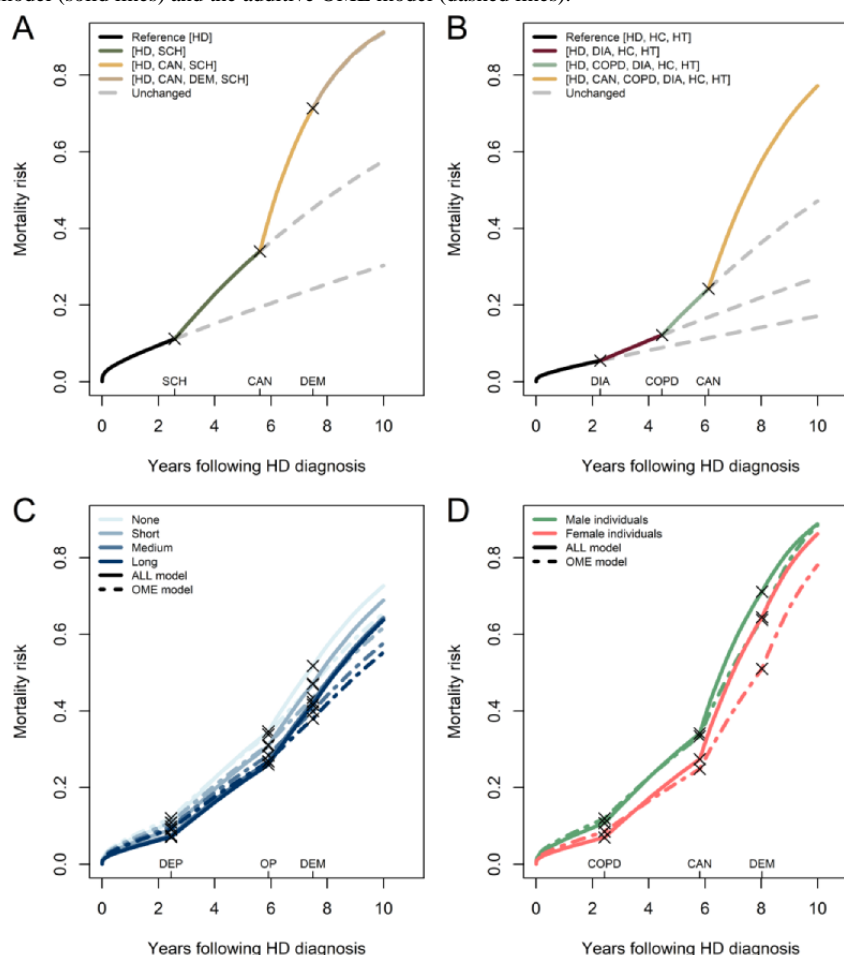 model (solid lines) and the additive OME model (dashed lines).
A
Reference [HD]
[HD, SCH]
[HD, CAN, SCH]
[HD, CAN, DEM, SCH]
Unchanged
Mortality risk
0.0
0.2
0.4
0.6
0.8
SCH CAN DEM
0 2 4 6 8 10
Years following HD diagnosis
B
Reference [HD, HC, HT]
[HD, DIA, HC, HT]
[HD, COPD, DIA, HC, HT]
[HD, CAN, COPD, DIA, HC, HT]
Unchanged
Mortality risk
0.0
0.2
0.4
0.6
0.8
DIA COPD CAN
0 2 4 6 8 10
Years following HD diagnosis
C
None
Short
Medium
Long
ALL model
OME model
Mortality risk
0.0
0.2
0.4
0.6
0.8
DEP OP DEM
0 2 4 6 8 10
Years following HD diagnosis
D
Male individuals
Female individuals
ALL model
OME model
Mortality risk
0.0
0.2
0.4
0.6
0.8
COPD CAN DEM
0 2 4 6 8 10
Years following HD diagnosis